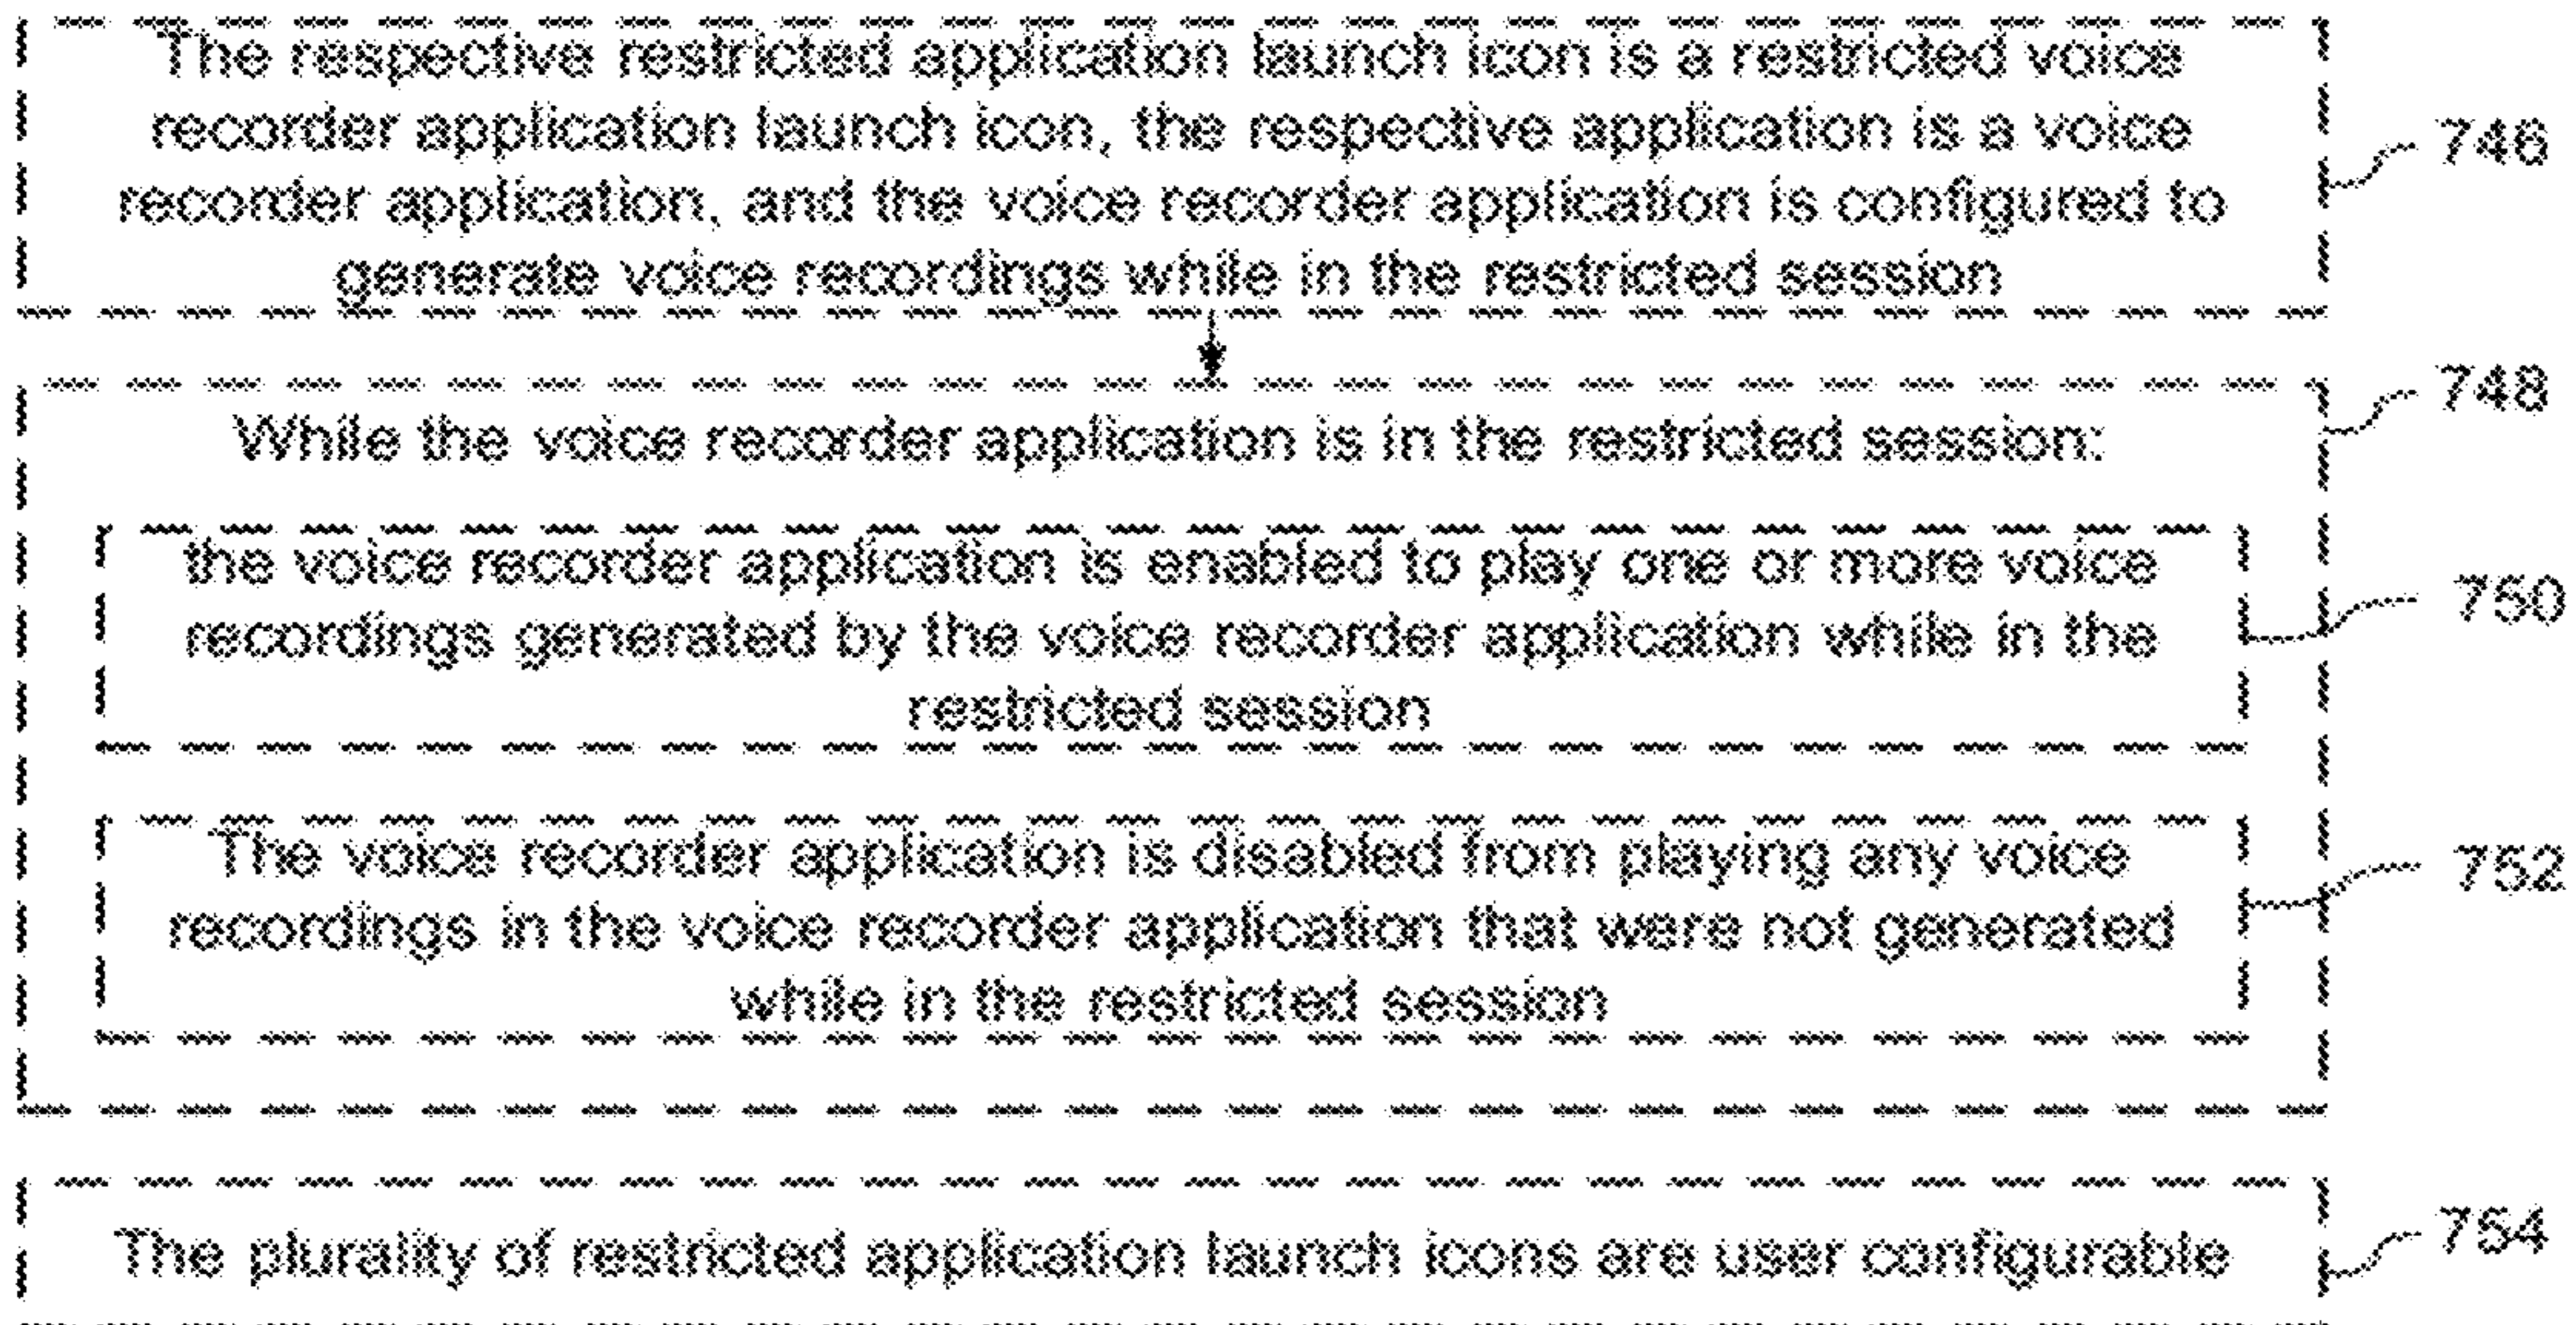 The respective restricted application launch icon is a restricted voice
recorder application launch icon, the respective application is a voice
recorder application, and the voice recorder application is configured to
generate voice recordings while in the restricted session
746
748
While the voice recorder application is in the restricted session:
the voice recorder application is enabled to play one or more voice
recordings generated by the voice recorder application while in the
restricted session
750
The voice recorder application is disabled from playing any voice
recordings in the voice recorder application that were not generated
while in the restricted session
752
The plurality of restricted application launch icons are user configurable
754